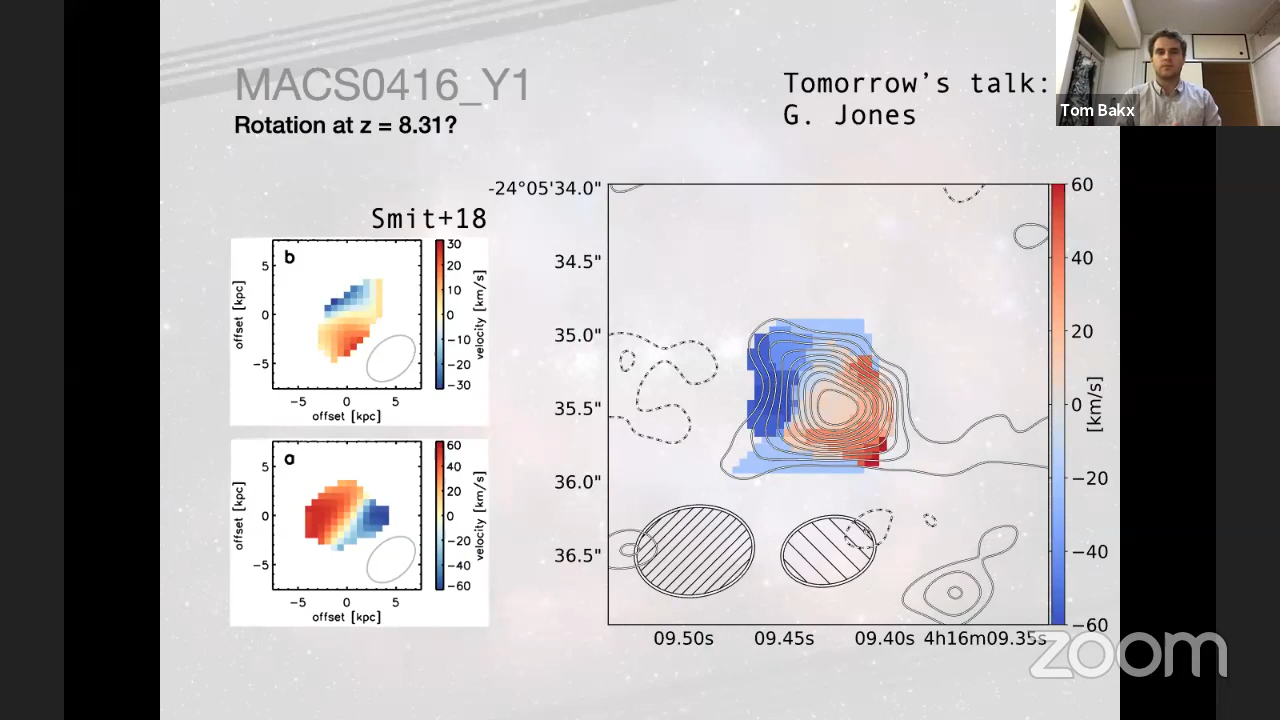 MACS0416_Y1
Rotation at z = 8.31?
Tomorrow's talk:
G. Jones
Tom Bakx
Smit+18
b
5
0
−5
offset [kpc]
−5 0 5
offset [kpc]
30
20
10
0
−10
−20
−30
velocity [km/s]
a
5
0
−5
offset [kpc]
−5 0 5
offset [kpc]
60
40
20
0
−20
−40
−60
velocity [km/s]
-24°05'34.0"
34.5"
35.0"
35.5"
36.0"
36.5"
09.50s 09.45s 09.40s 4h16m09.35s
60
40
20
0
−20
−40
−60
[km/s]
zoom